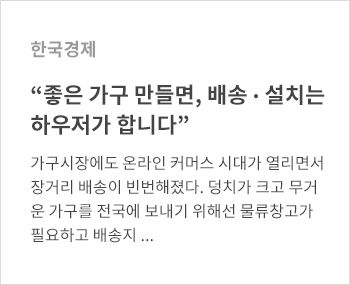 한국경제
“좋은 가구 만들면, 배송 · 설치는
하우저가 합니다”
가구시장에도 온라인 커머스 시대가 열리면서
장거리 배송이 빈번해졌다. 덩치가 크고 무거
운 가구를 전국에 보내기 위해선 물류창고가
필요하고 배송지 ...